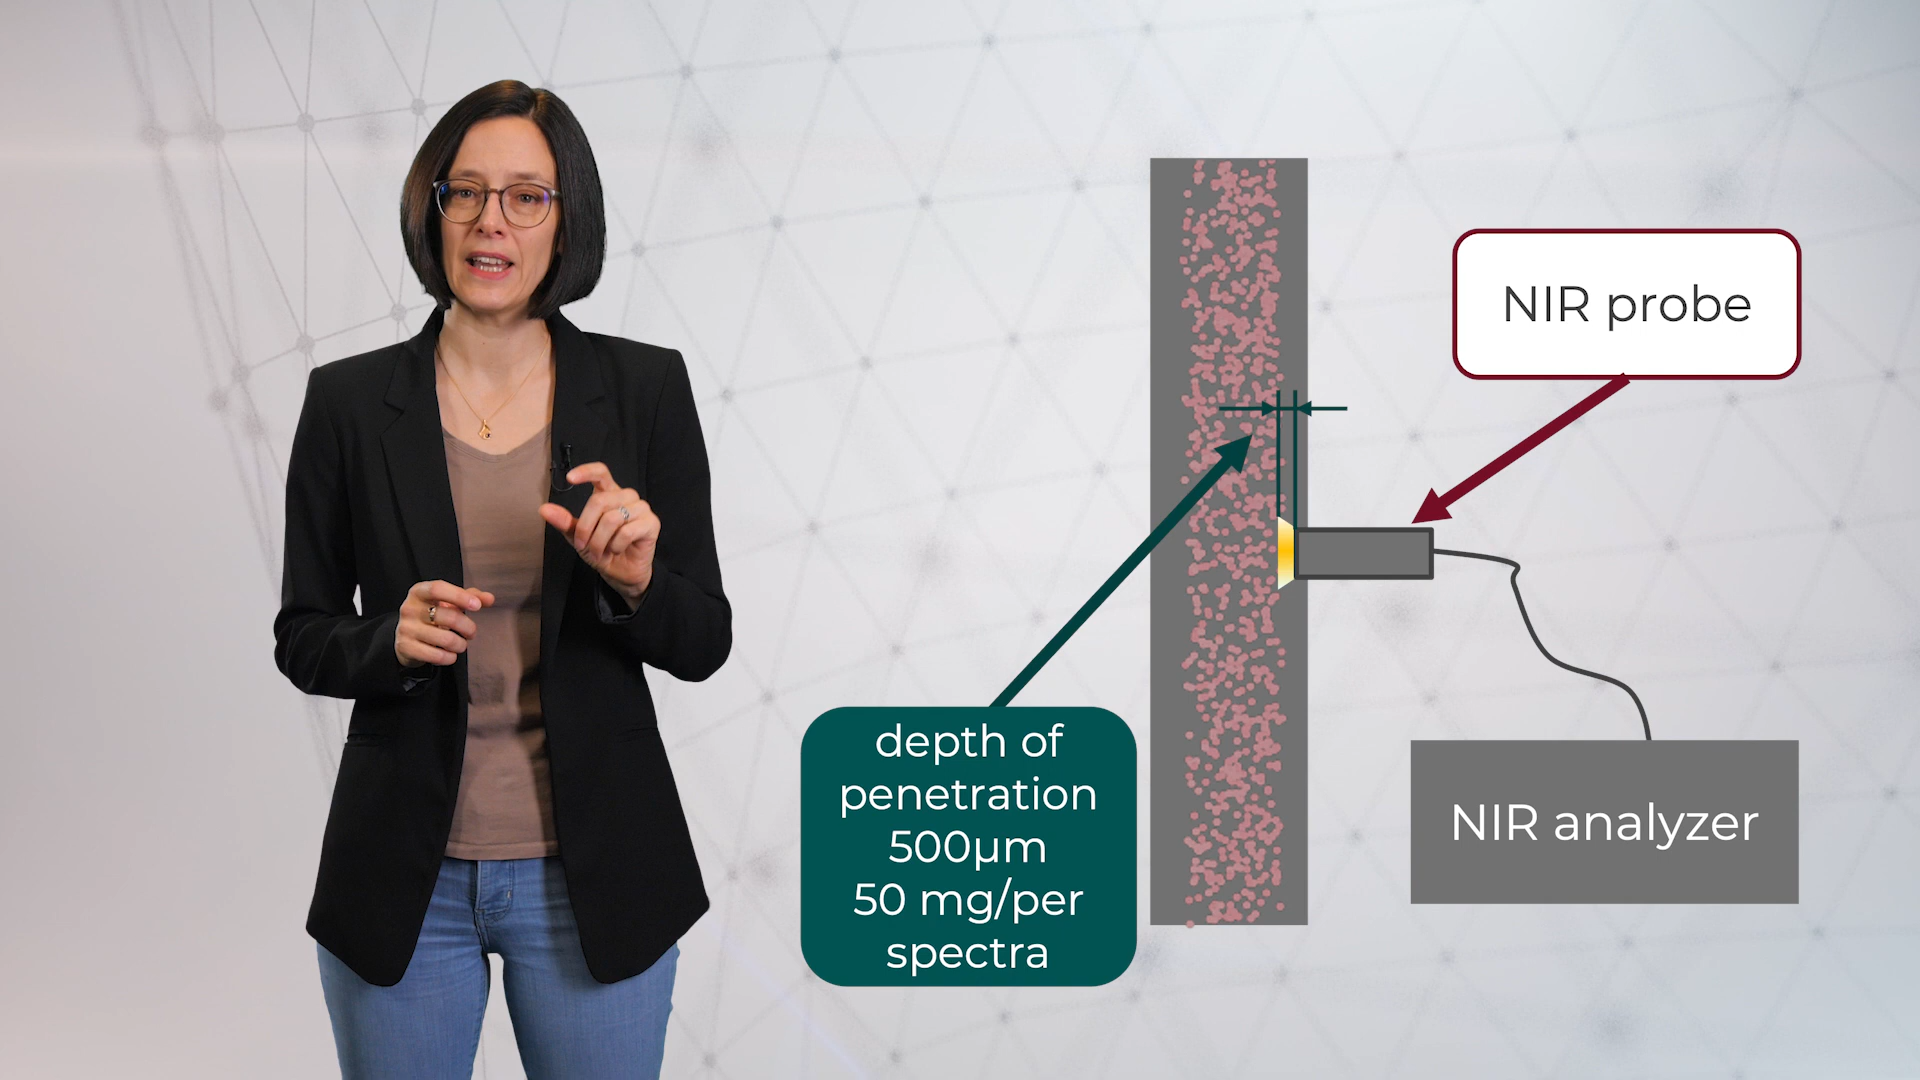 NIR probe
depth of
penetration
500µm
50 mg/per
spectra
NIR analyzer